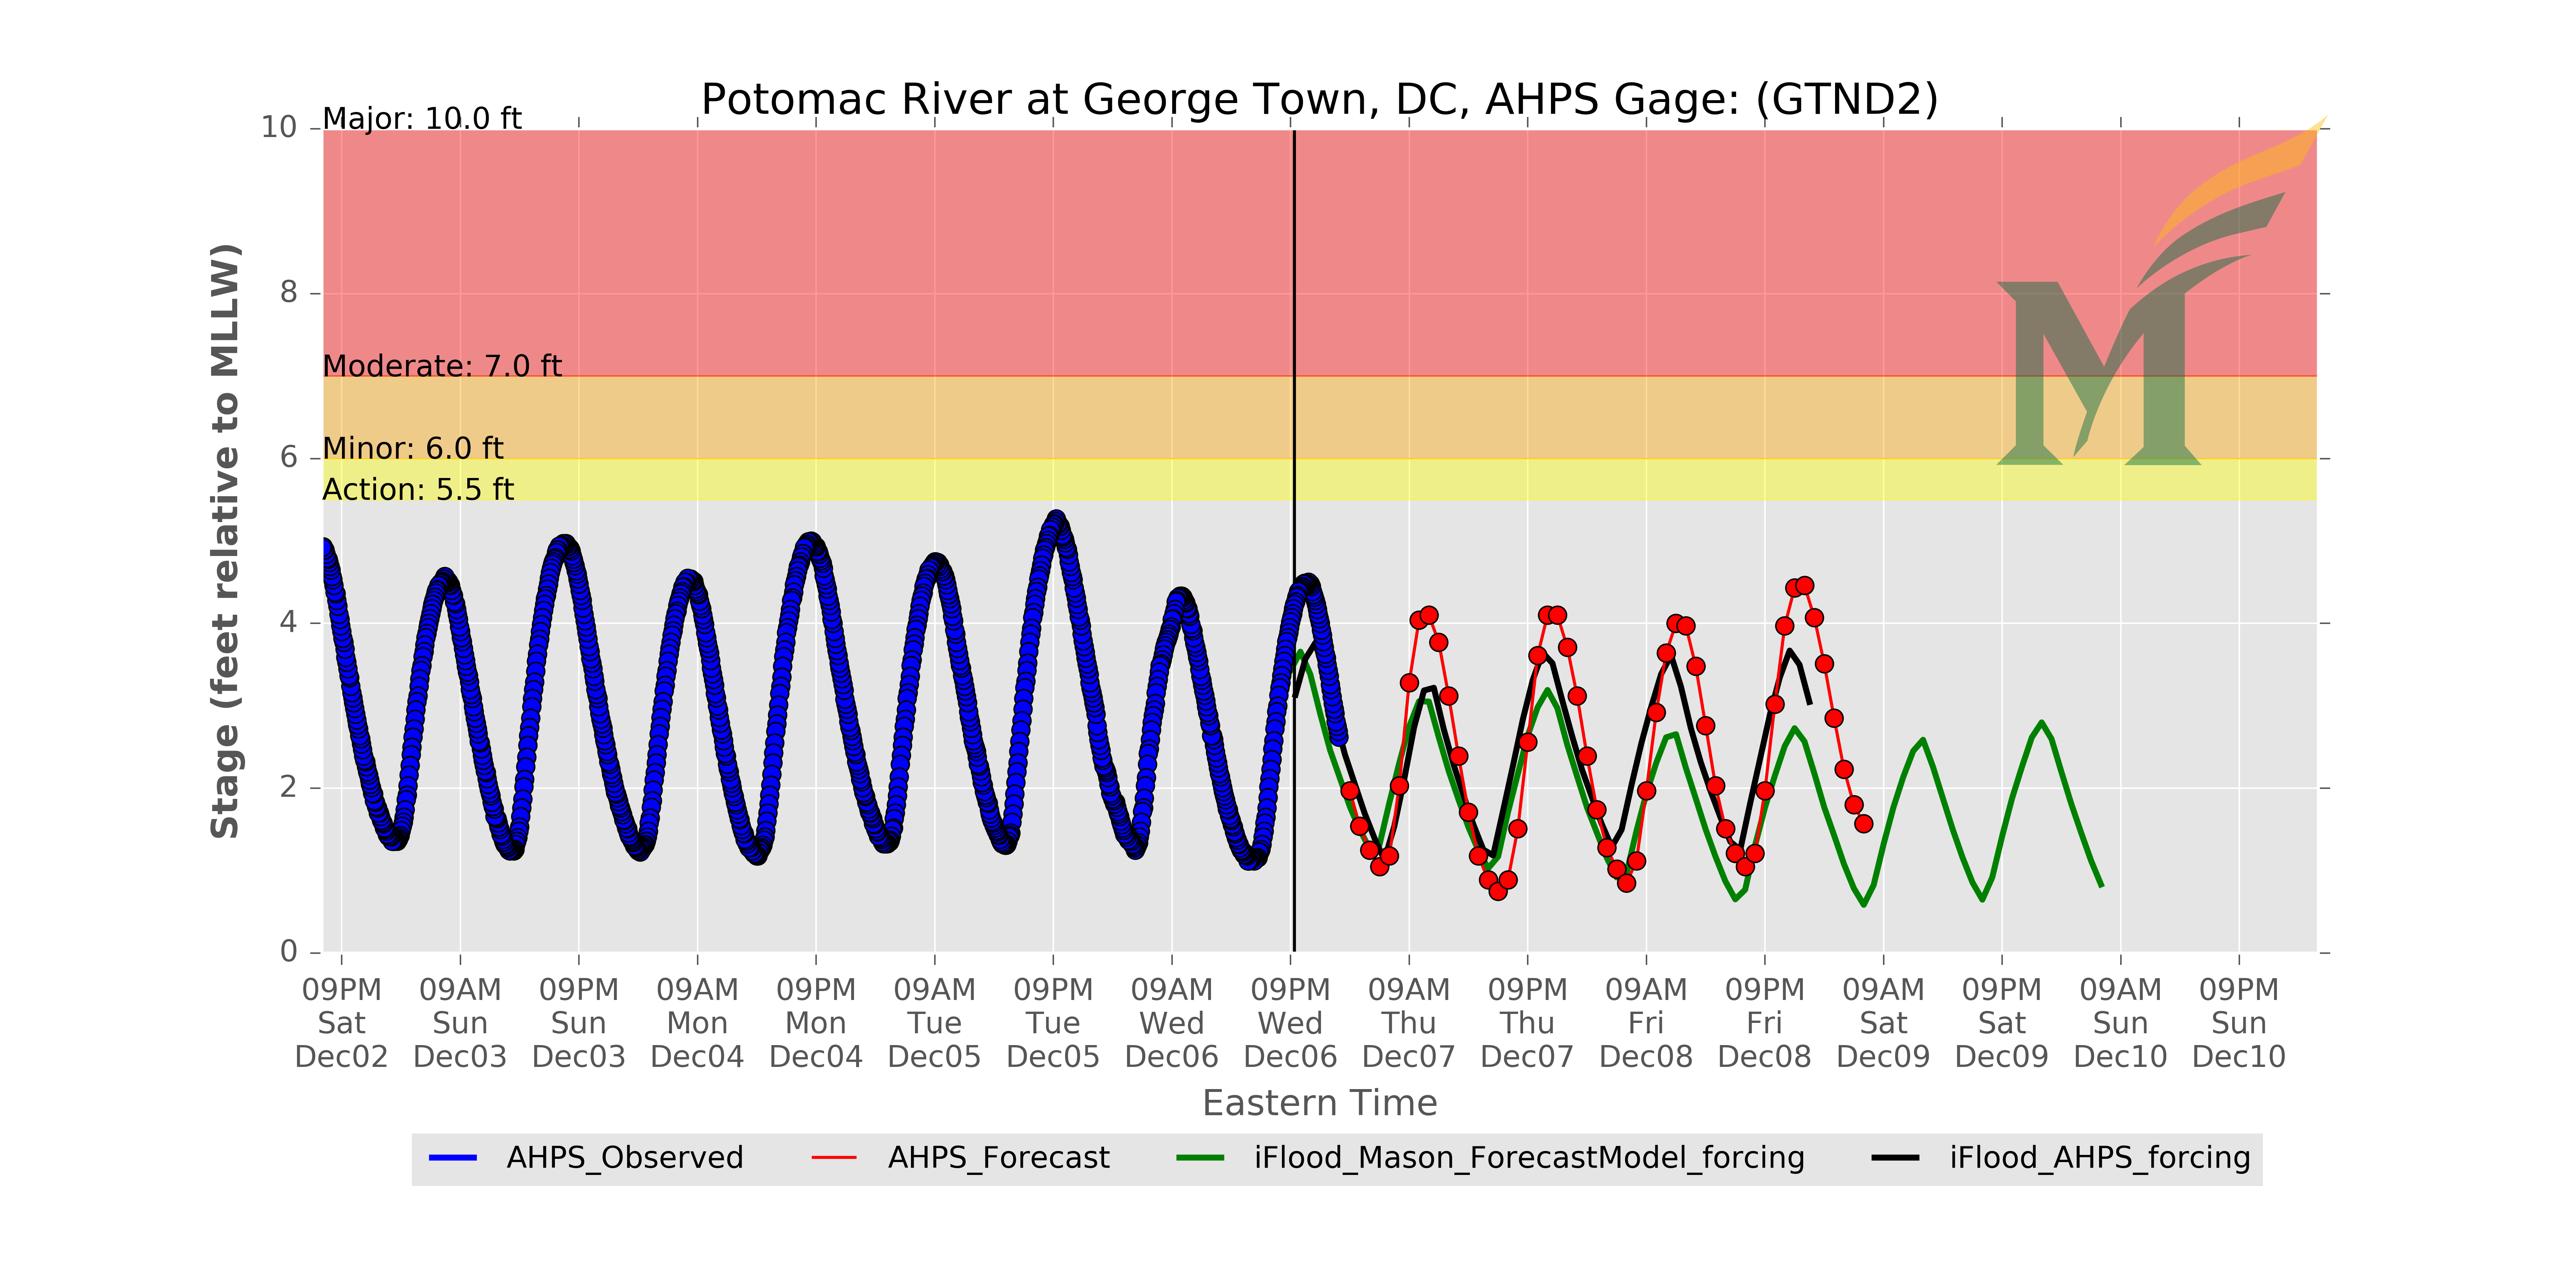 Potomac River at George Town, DC, AHPS Gage: (GTND2)
Major: 10.0 ft
Moderate: 7.0 ft
Minor: 6.0 ft
Action: 5.5 ft
Stage (feet relative to MLLW)
10
8
6
4
2
0
09PM 09AM 09PM 09AM 09PM 09AM 09PM 09AM 09PM 09AM 09PM 09AM 09PM 09AM 09PM 09AM 09PM
Sat Sun Sun Mon Mon Tue Tue Wed Wed Thu Thu Fri Fri Sat Sat Sun Sun
Dec02 Dec03 Dec03 Dec04 Dec04 Dec05 Dec05 Dec06 Dec06 Dec07 Dec07 Dec08 Dec08 Dec09 Dec09 Dec10 Dec10
Eastern Time
AHPS_Observed AHPS_Forecast iFlood_Mason_ForecastModel_forcing iFlood_AHPS_forcing